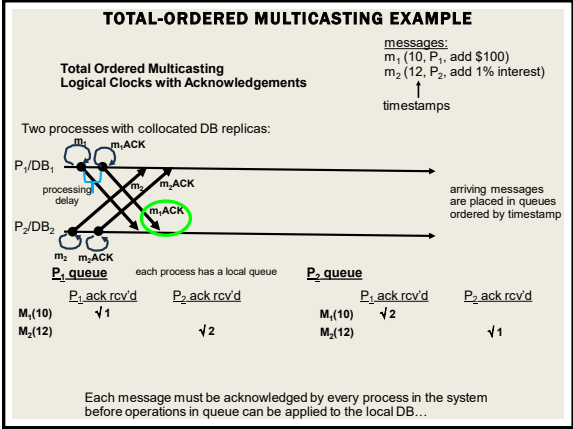 TOTAL-ORDERED MULTICASTING EXAMPLE
messages:
m1 (10, P1, add $100)
m2 (12, P2, add 1% interest)
timestamps
Total Ordered Multicasting
Logical Clocks with Acknowledgements
Two processes with collocated DB replicas:
m1
m1ACK
P1/DB1
processing
delay
m2
m2ACK
m1ACK
arriving messages
are placed in queues
ordered by timestamp
P2/DB2
m2
m2ACK
P1 queue
each process has a local queue
P2 queue
P1 ack rcv'd
P2 ack rcv'd
P1 ack rcv'd
P2 ack rcv'd
M1(10) √1
M1(10) √2
M2(12) √2
M2(12) √1
Each message must be acknowledged by every process in the system
before operations in queue can be applied to the local DB…